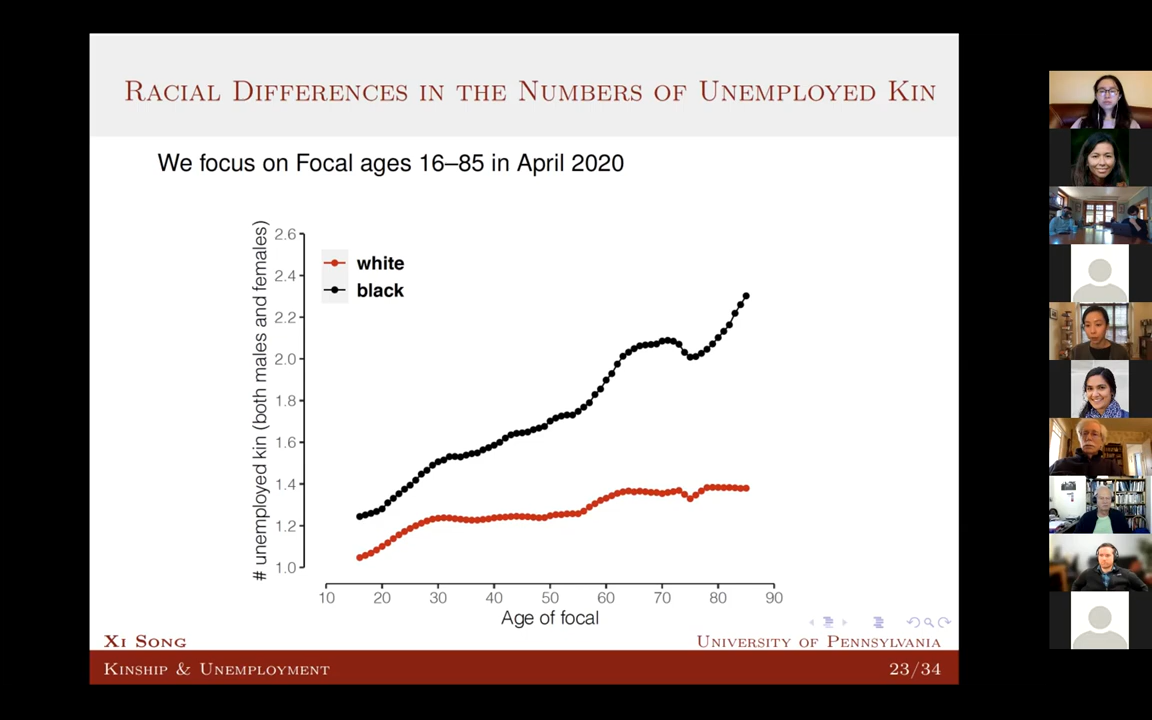 RACIAL DIFFERENCES IN THE NUMBERS OF UNEMPLOYED KIN
We focus on Focal ages 16–85 in April 2020
# unemployed kin (both males and females)
2.6
2.4
2.2
2.0
1.8
1.6
1.4
1.2
1.0
white
black
10 20 30 40 50 60 70 80 90
Age of focal
XI SONG UNIVERSITY OF PENNSYLVANIA
KINSHIP & UNEMPLOYMENT 23/34